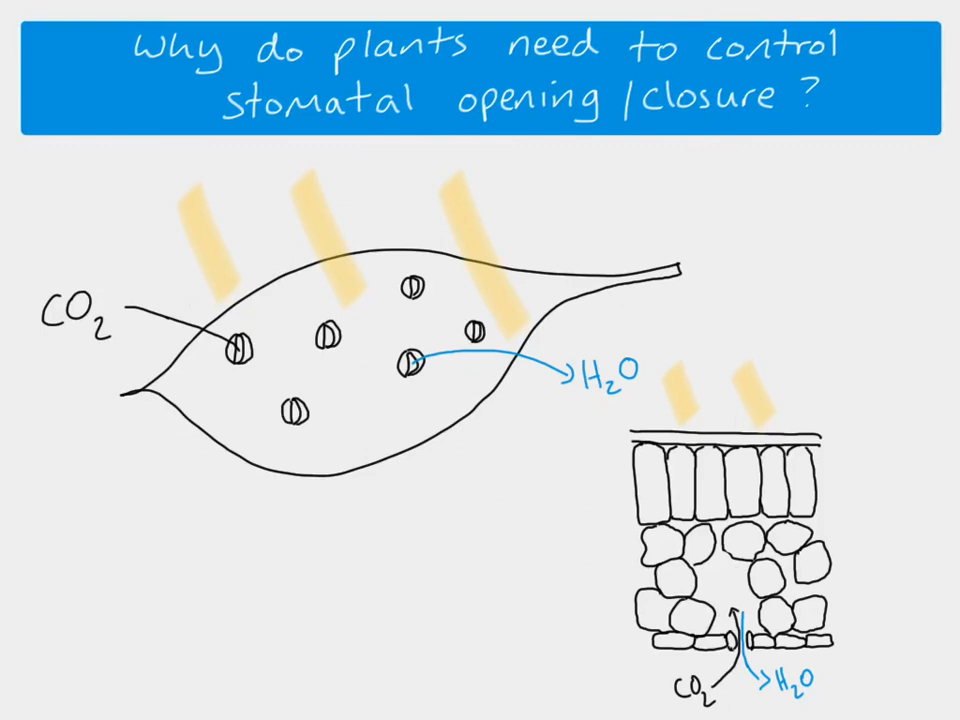 Why do plants need to control
stomatal opening /closure ?
CO₂
H₂O
CO₂
H₂O